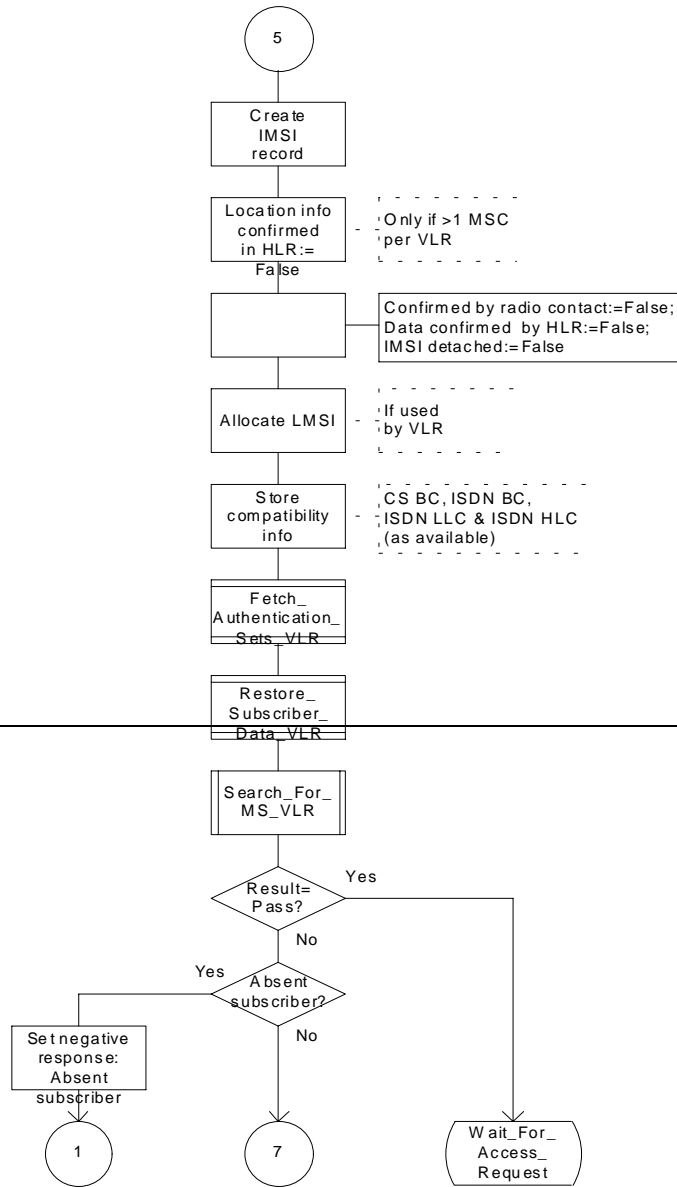 5
Create
IMSI
record
Location info
confirmed
in HLR:=
False
Only if >1 MSC
per VLR
Confirmed by radio contact:=False;
Data confirmed by HLR:=False;
IMSI detached:=False
Allocate LMSI
If used
by VLR
Store
compatibility
info
CS BC, ISDN BC,
ISDN LLC & ISDN HLC
(as available)
Fetch_
Authentication_
Sets_VLR
Restore_
Subscriber_
Data_VLR
Search_For_
MS_VLR
Result=
Pass?
Yes
No
Absent
subscriber?
Yes
No
Set negative
response:
Absent
subscriber
1
7
Wait_For_
Access_
Request